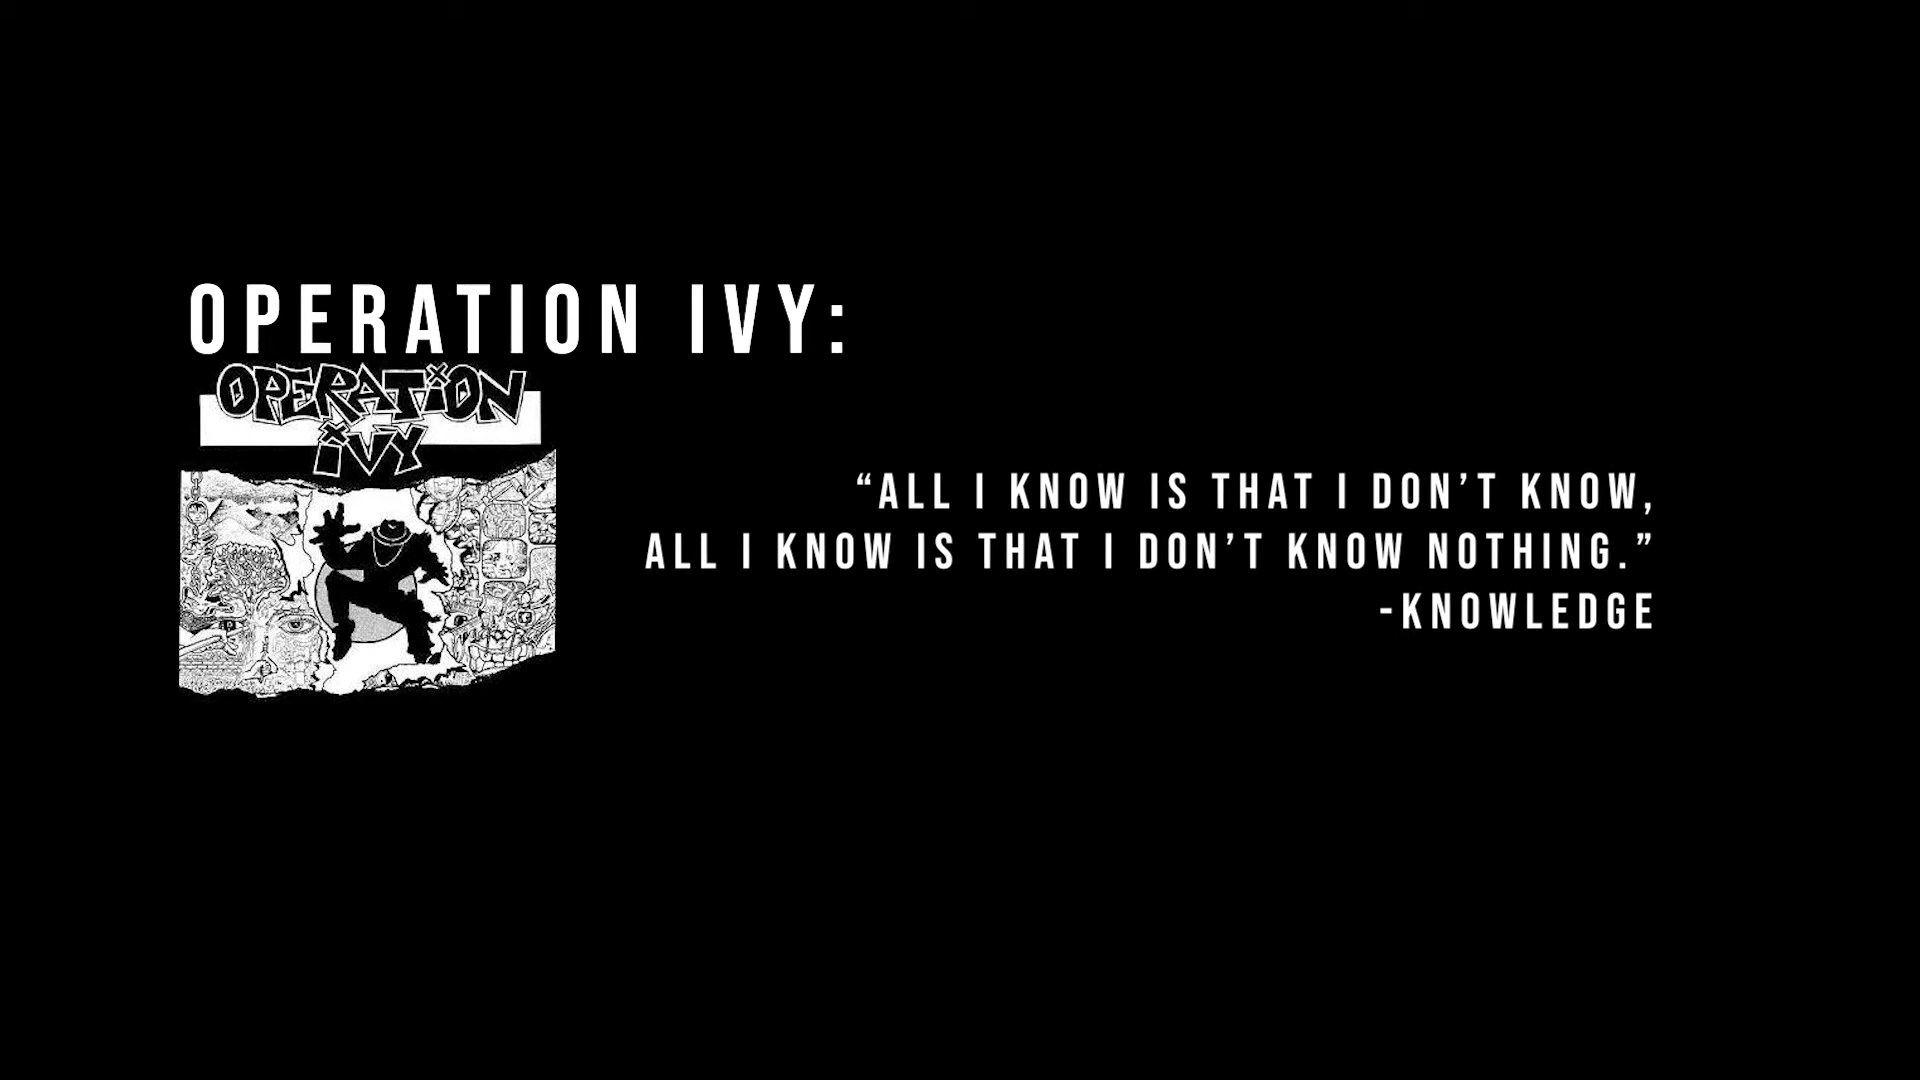 OPERATION IVY:
OPERATION
IVY
“ALL I KNOW IS THAT I DON’T KNOW,
ALL I KNOW IS THAT I DON’T KNOW NOTHING.”
-KNOWLEDGE